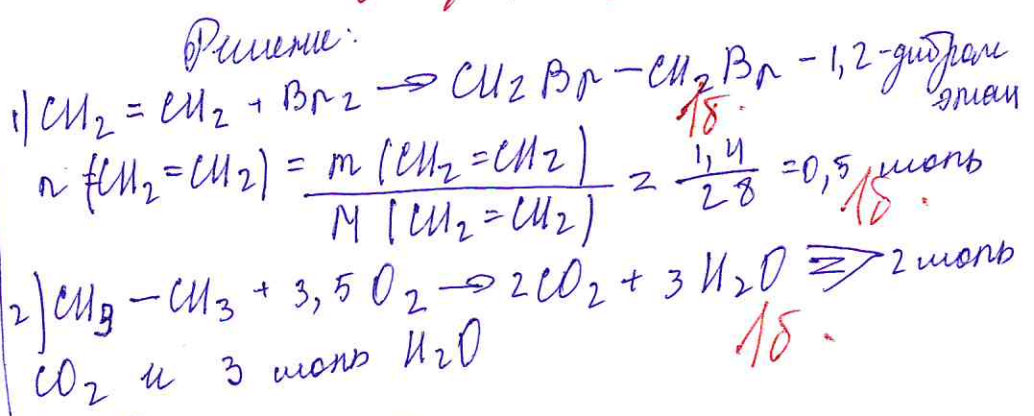 Решение:
1) CH2 = CH2 + Br2 → CH2Br – CH2Br – 1,2-дибром
этан
1б.
n (CH2=CH2) = m (CH2=CH2) / M (CH2=CH2) = 1,4 / 28 = 0,5 моль
1б.
2) CH3 – CH3 + 3,5 O2 → 2CO2 + 3 H2O => 2 моль
CO2 и 3 моль H2O
1б.